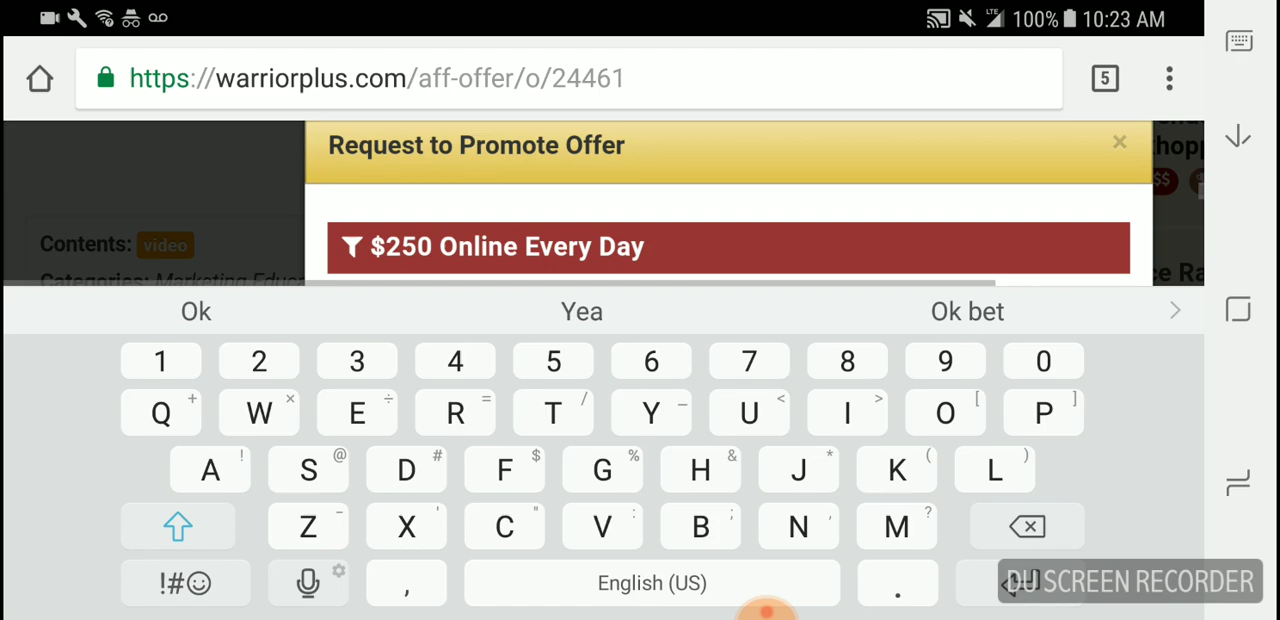 LTE 100% 10:23 AM
https://warriorplus.com/aff-offer/o/24461
5
Request to Promote Offer
×
$$
$250 Online Every Day
Contents: video
Ok Yea Ok bet
1 2 3 4 5 6 7 8 9 0
Q + W × E ÷ R = T / Y _ U < I > O [ P ]
A ! S @ D # F $ G % H & J * K ( L )
Z - X ' C " V : B ; N , M ?
!#☺ , English (US) .
DU SCREEN RECORDER